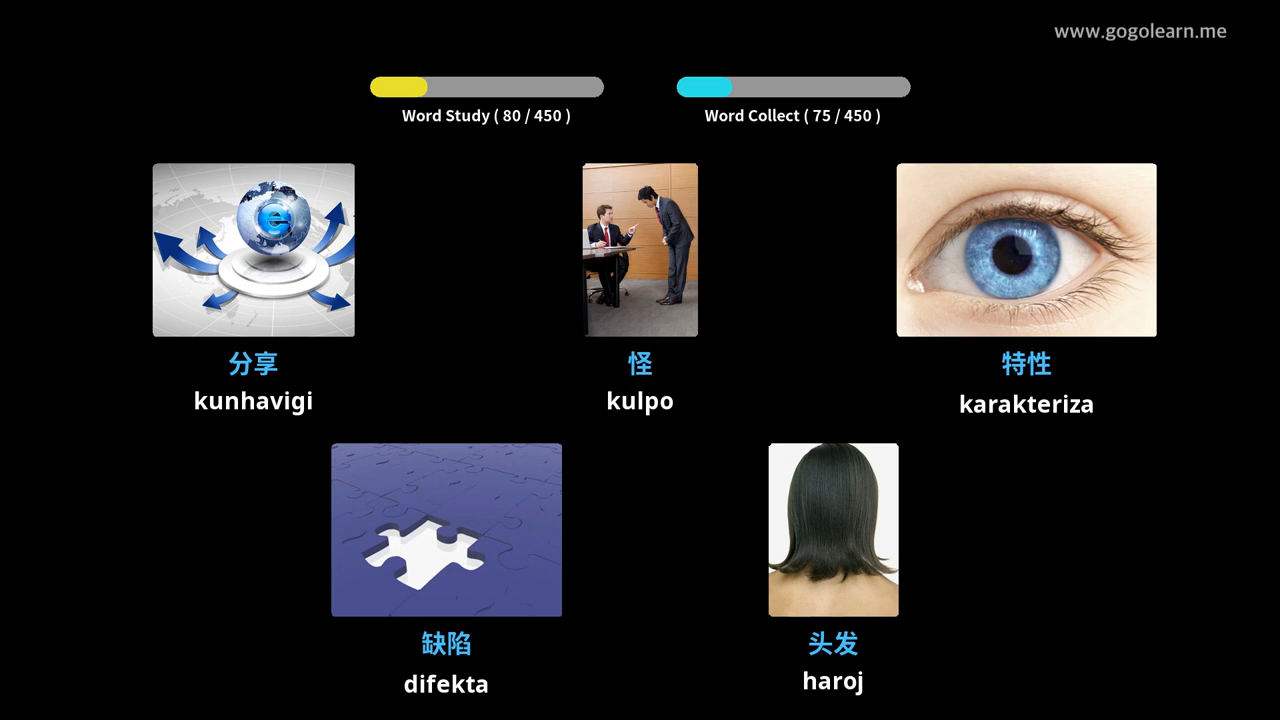 www.gogolearn.me
Word Study ( 80 / 450 )
Word Collect ( 75 / 450 )
e
分享
怪
特性
kunhavigi
kulpo
karakteriza
缺陷
头发
difekta
haroj